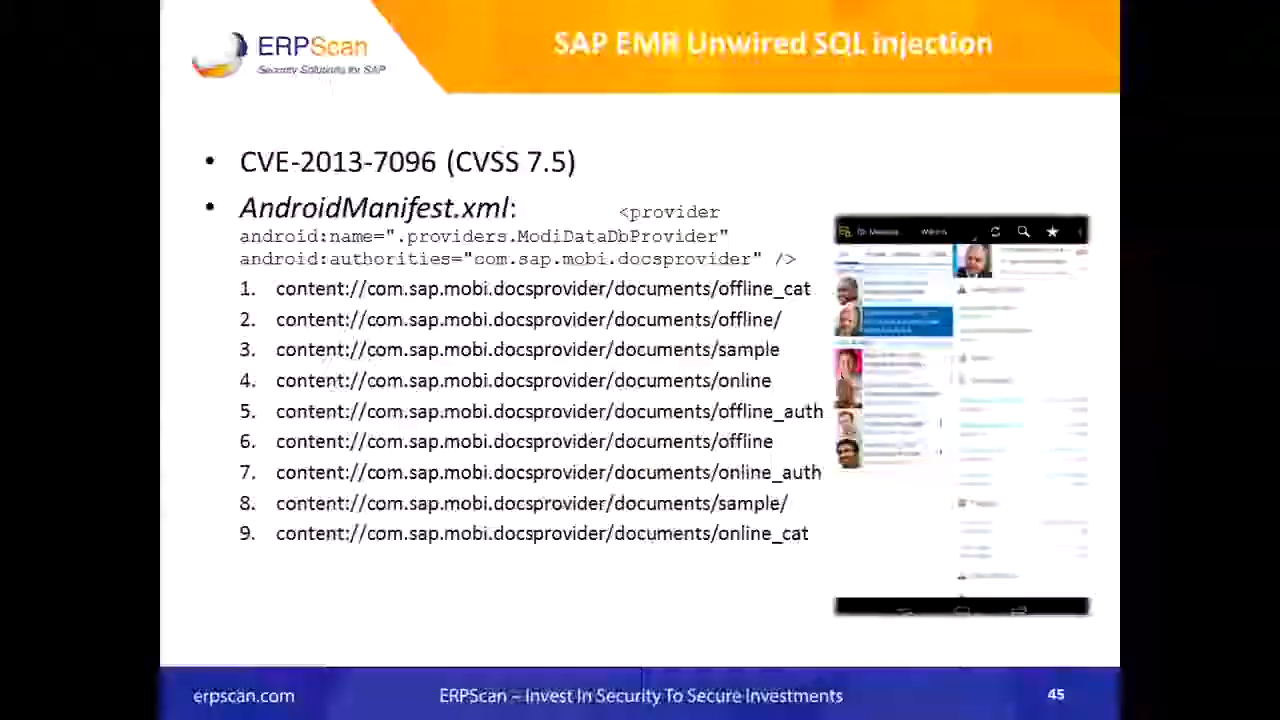 ERPScan
Security Solutions for SAP
SAP EMR Unwired SQL injection
• CVE-2013-7096 (CVSS 7.5)
• AndroidManifest.xml: <provider
android:name=".providers.ModiDataDbProvider"
android:authorities="com.sap.mobi.docsprovider" />
1. content://com.sap.mobi.docsprovider/documents/offline_cat
2. content://com.sap.mobi.docsprovider/documents/offline/
3. content://com.sap.mobi.docsprovider/documents/sample
4. content://com.sap.mobi.docsprovider/documents/online
5. content://com.sap.mobi.docsprovider/documents/offline_auth
6. content://com.sap.mobi.docsprovider/documents/offline
7. content://com.sap.mobi.docsprovider/documents/online_auth
8. content://com.sap.mobi.docsprovider/documents/sample/
9. content://com.sap.mobi.docsprovider/documents/online_cat
erpscan.com
ERPScan – Invest In Security To Secure Investments
45